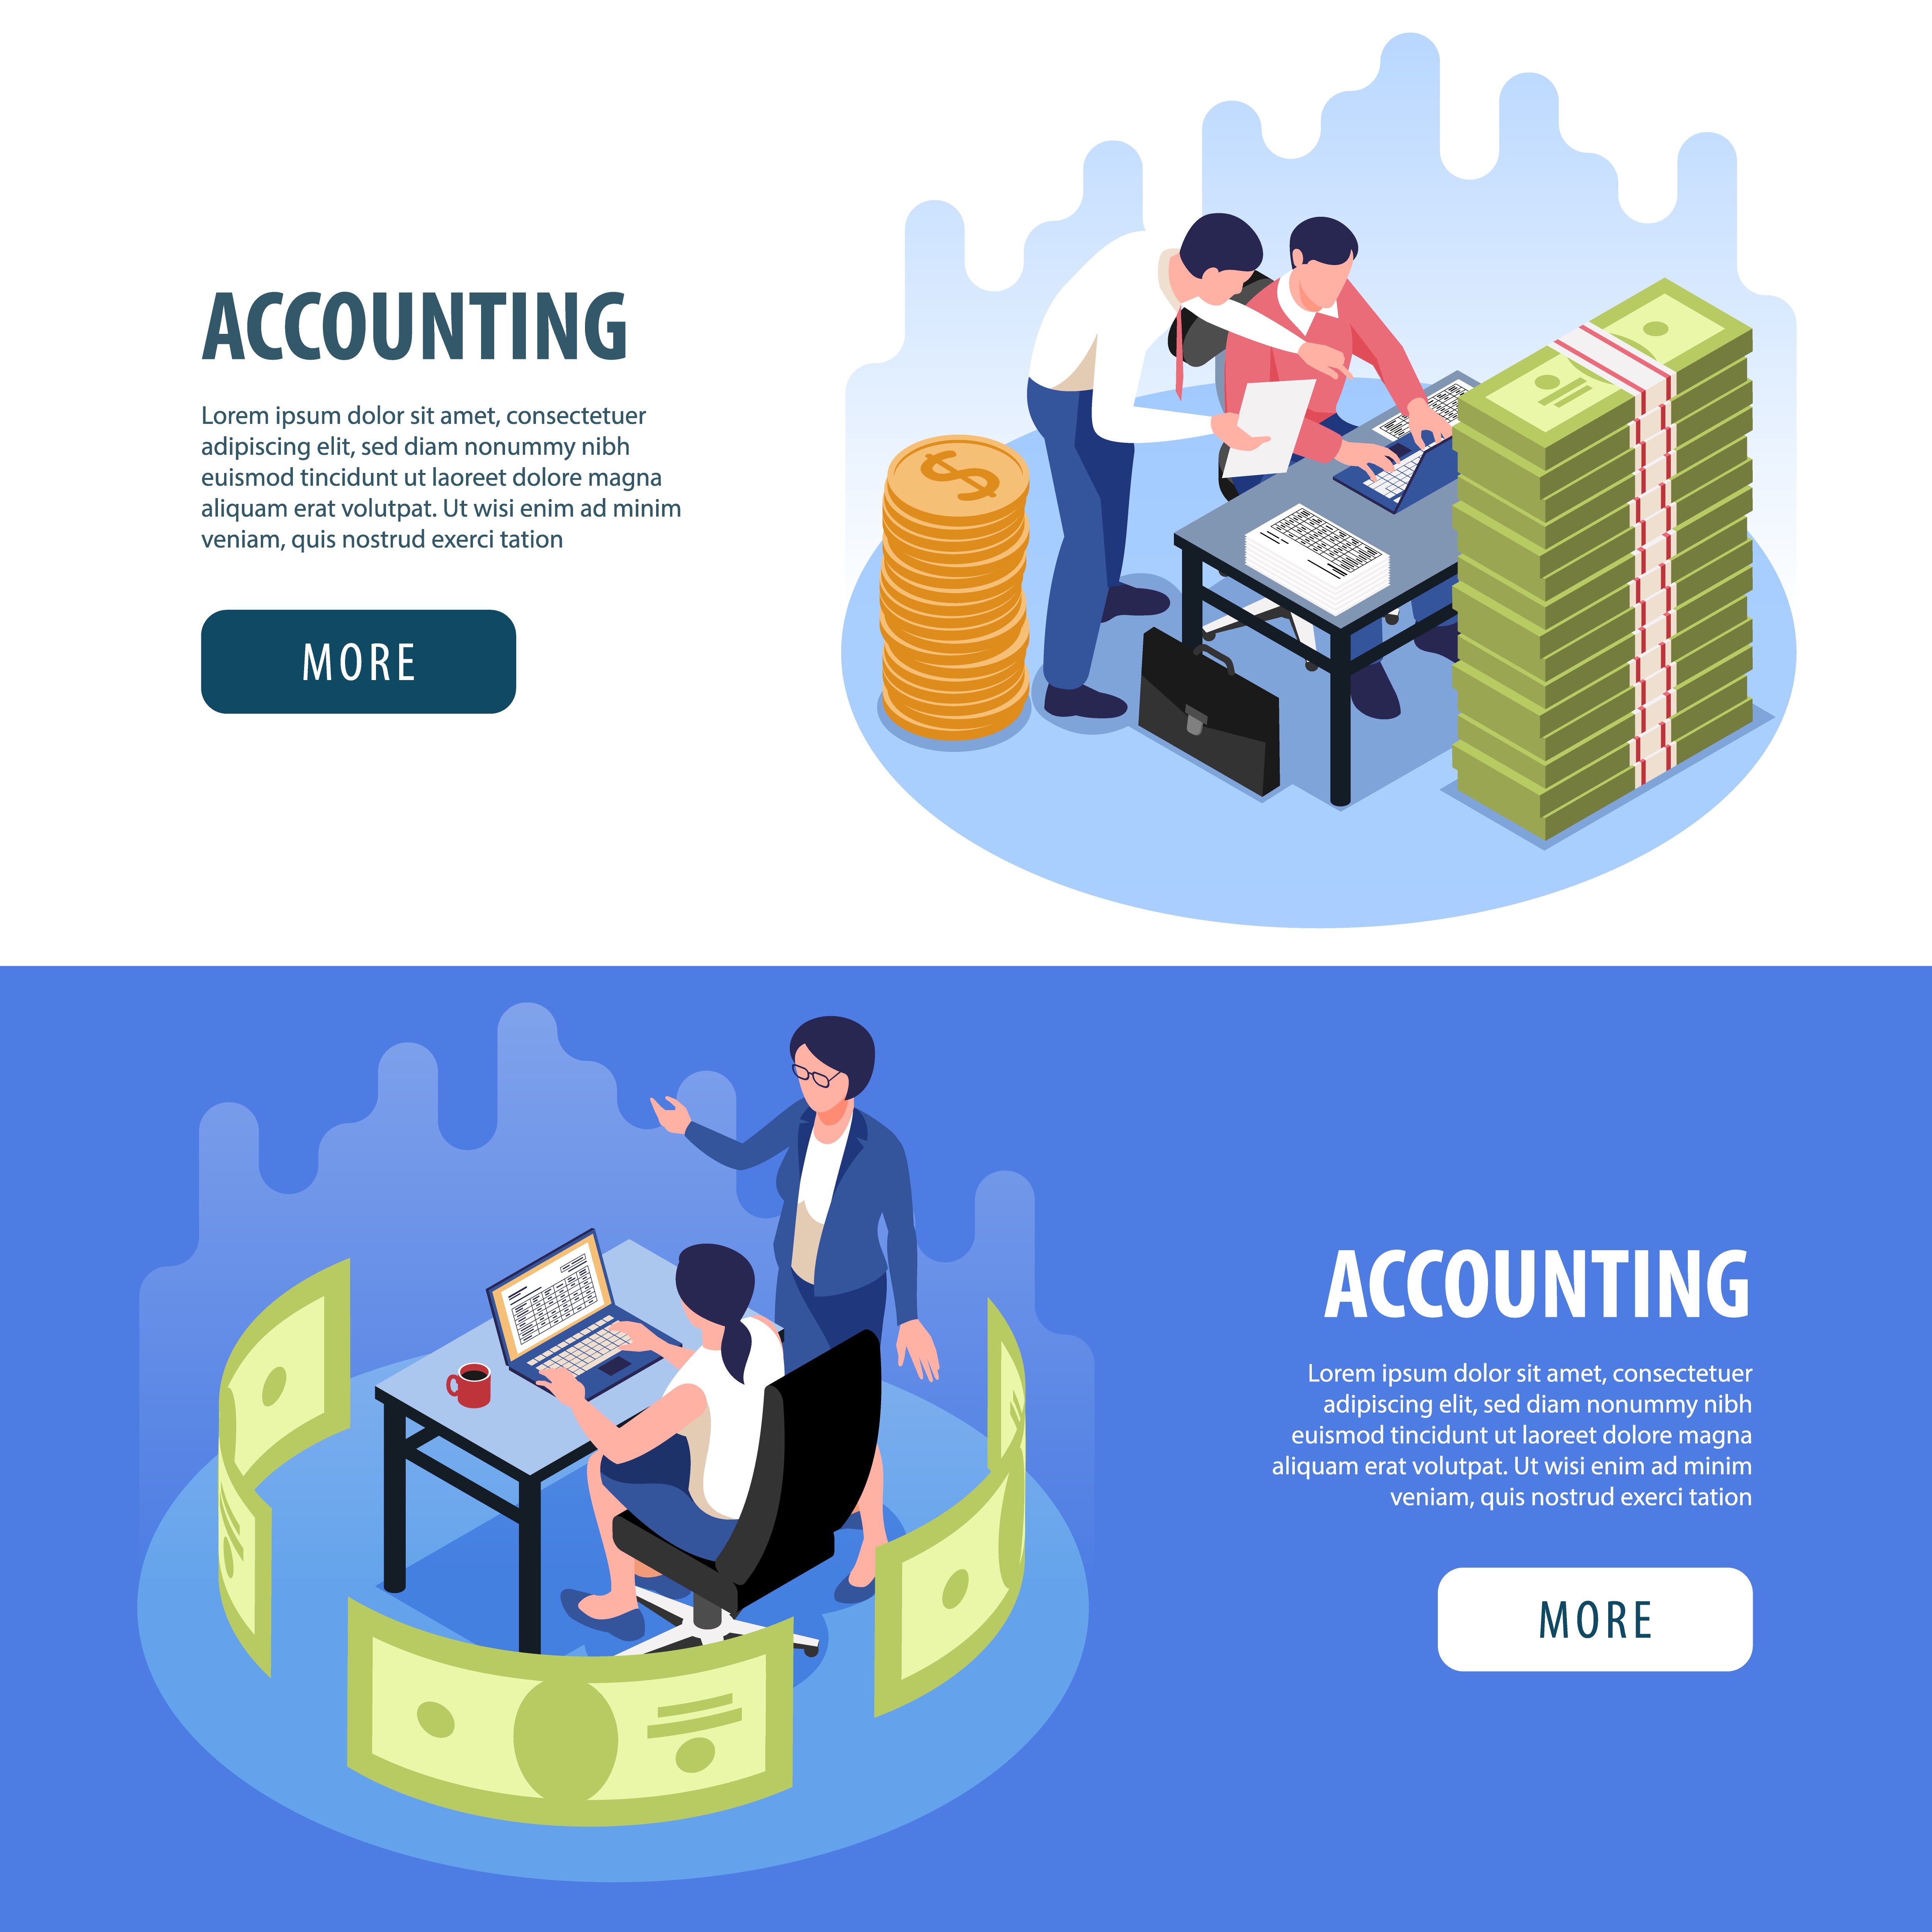 ACCOUNTING
Lorem ipsum dolor sit amet, consectetuer
adipiscing elit, sed diam nonummy nibh
euismod tincidunt ut laoreet dolore magna
aliquam erat volutpat. Ut wisi enim ad minim
veniam, quis nostrud exerci tation
MORE
$
ACCOUNTING
Lorem ipsum dolor sit amet, consectetuer
adipiscing elit, sed diam nonummy nibh
euismod tincidunt ut laoreet dolore magna
aliquam erat volutpat. Ut wisi enim ad minim
veniam, quis nostrud exerci tation
MORE